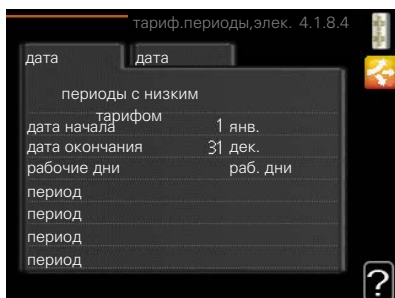 тариф.периоды,элек. 4.1.8.4
дата дата
периоды с низким
тарифом
дата начала 1 янв.
дата окончания 31 дек.
рабочие дни раб. дни
период
период
период
период
?